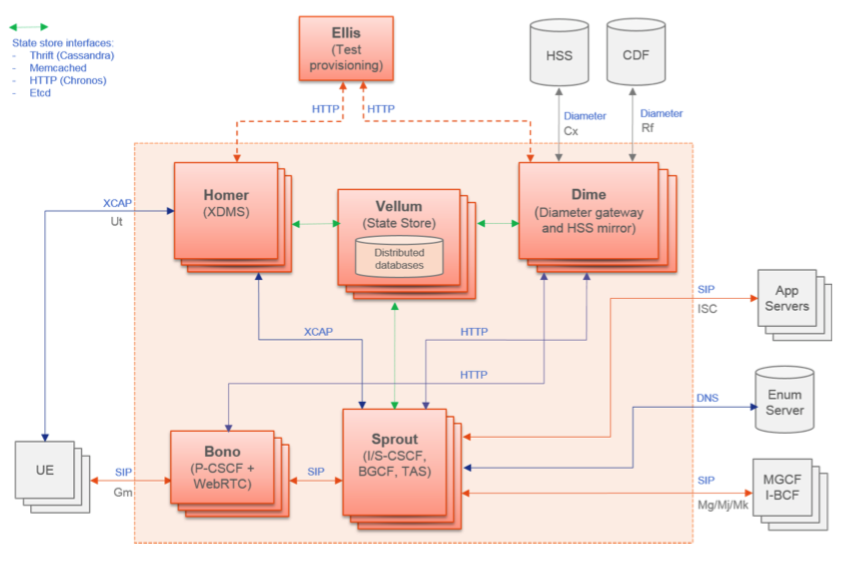 State store interfaces:
- Thrift (Cassandra)
- Memcached
- HTTP (Chronos)
- Etcd
Ellis
(Test
provisioning)
HSS
CDF
HTTP
HTTP
Diameter
Cx
Diameter
Rf
Homer
(XDMS)
Vellum
(State Store)
Distributed
databases
Dime
(Diameter gateway
and HSS mirror)
XCAP
Ut
SIP
ISC
App
Servers
XCAP
HTTP
HTTP
DNS
Enum
Server
UE
SIP
Gm
Bono
(P-CSCF +
WebRTC)
SIP
Sprout
(I/S-CSCF,
BGCF, TAS)
SIP
Mg/Mj/Mk
MGCF
I-BCF